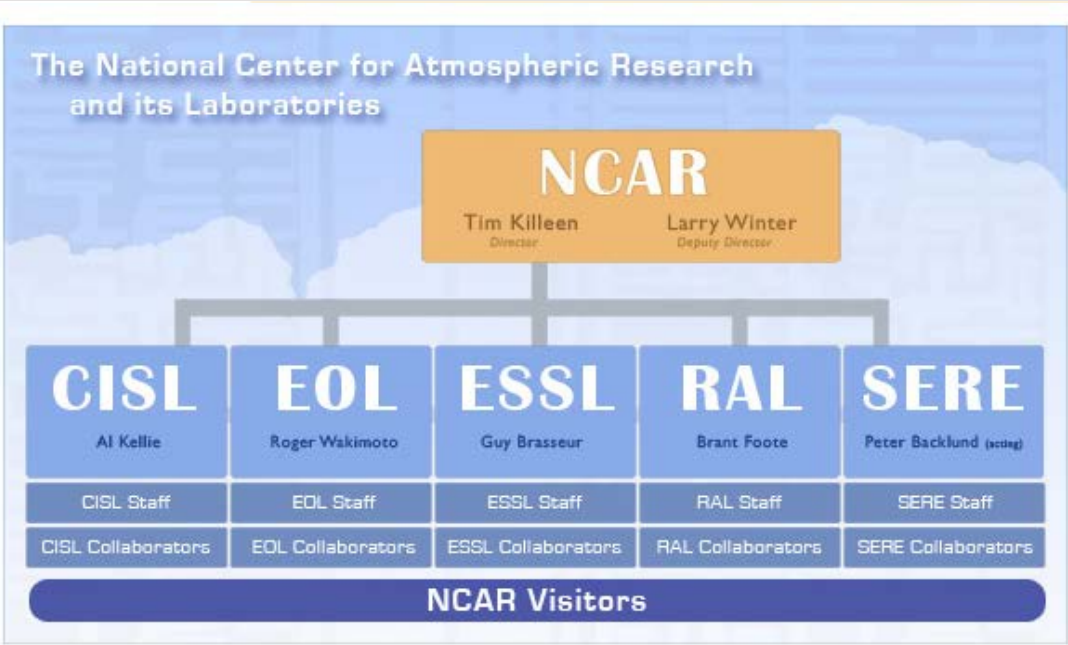 The National Center for Atmospheric Research
and its Laboratories
NCAR
Tim Killeen Larry Winter
Director Deputy Director
CISL EOL ESSL RAL SERE
Al Kellie Roger Wakimoto Guy Brasseur Brant Foote Peter Backlund (acting)
CISL Staff EOL Staff ESSL Staff RAL Staff SERE Staff
CISL Collaborators EOL Collaborators ESSL Collaborators RAL Collaborators SERE Collaborators
NCAR Visitors